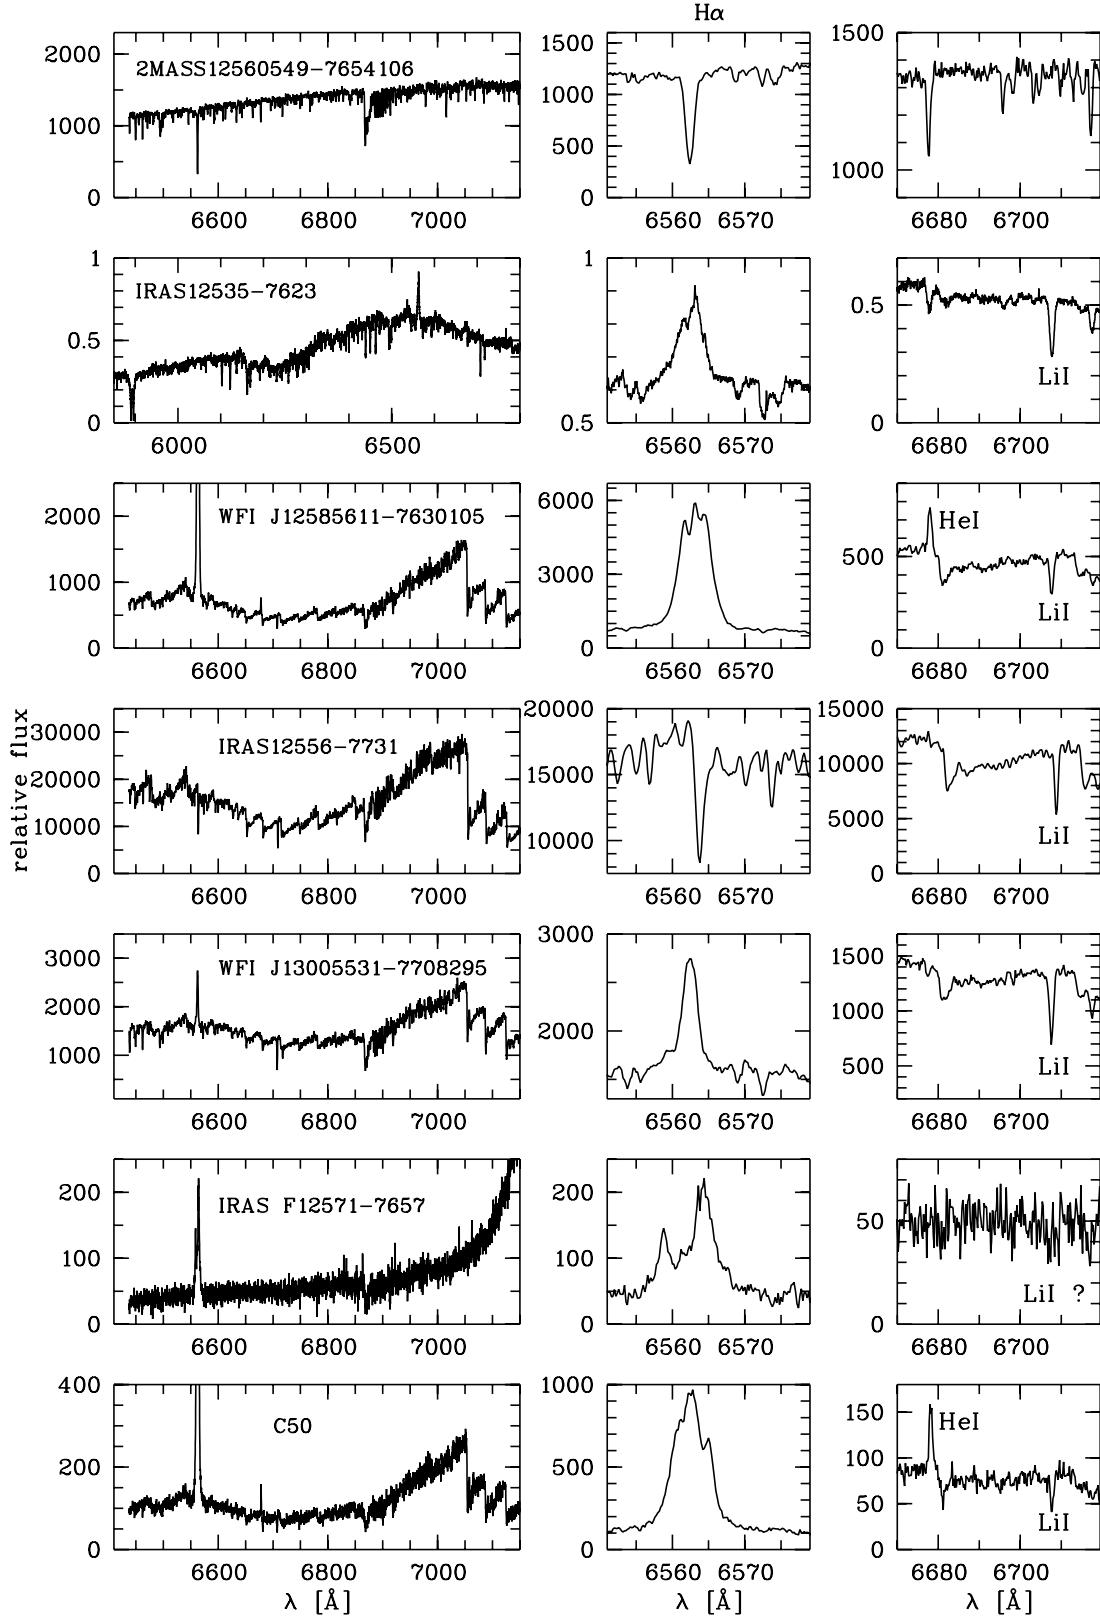 Hα
2000
1000
0
2MASS12560549−7654106
6600 6800 7000
1500
1000
500
0
6560 6570
1500
1000
6680 6700
1
0.5
0
IRAS12535−7623
6000 6500
1
0.5
6560 6570
0.5
0
LiI
6680 6700
2000
1000
0
WFI J12585611−7630105
6600 6800 7000
6000
3000
0
6560 6570
500
0
HeI
LiI
6680 6700
relative flux
30000
20000
10000
0
IRAS12556−7731
6600 6800 7000
20000
15000
10000
6560 6570
15000
10000
5000
0
LiI
6680 6700
3000
2000
1000
WFI J13005531−7708295
6600 6800 7000
3000
2000
6560 6570
1500
1000
500
LiI
6680 6700
200
100
0
IRAS F12571−7657
6600 6800 7000
200
100
0
6560 6570
50
0
LiI ?
6680 6700
400
200
0
C50
6600 6800 7000
λ [Å]
1000
500
0
6560 6570
λ [Å]
150
100
50
0
HeI
LiI
6680 6700
λ [Å]